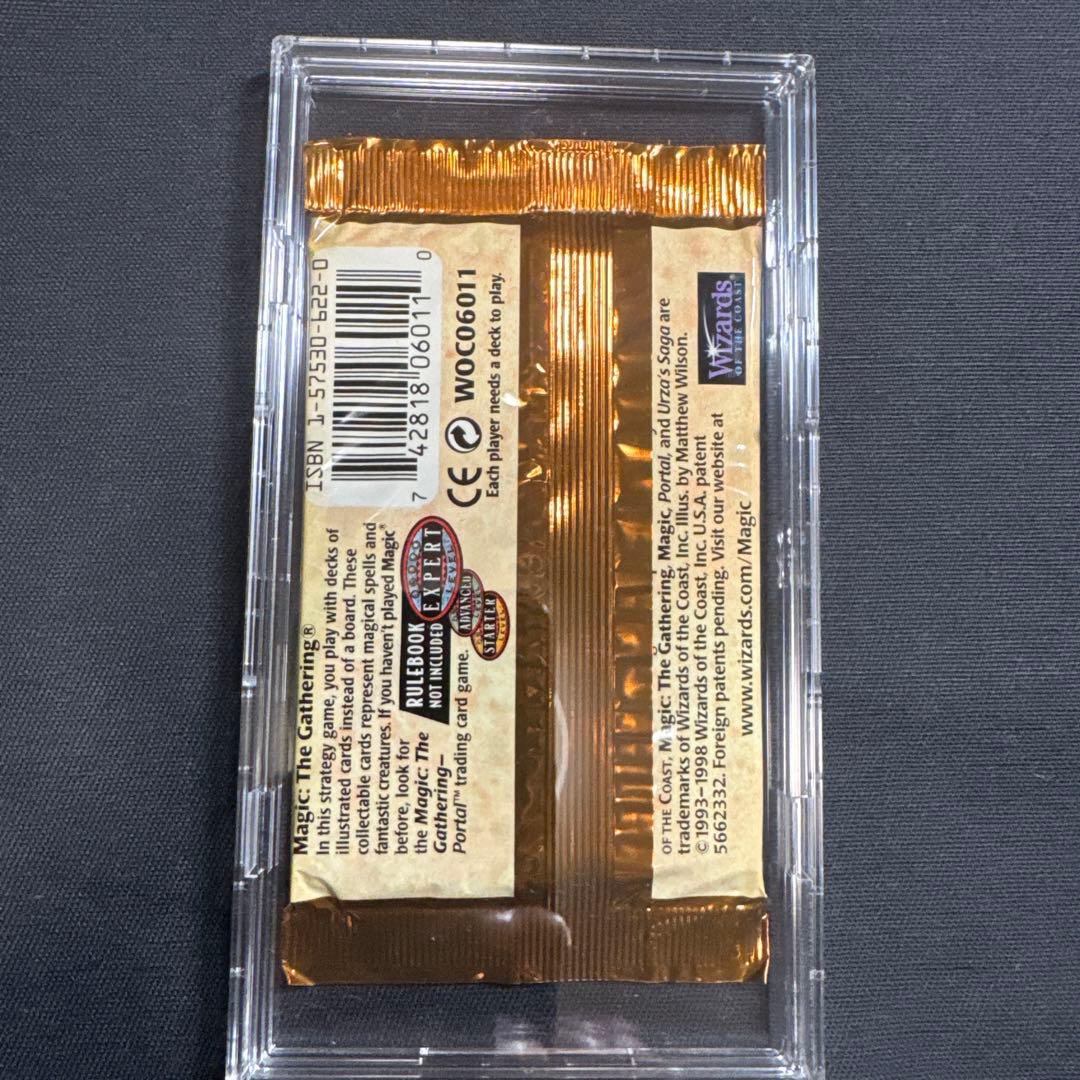 Magic: The Gathering®
In this strategy game, you play with decks of
illustrated cards instead of a board. These
collectable cards represent magical spells and
fantastic creatures. If you haven't played Magic®
before, look for
the Magic: The
Gathering–
Portal™ trading card game.
RULEBOOK
NOT INCLUDED
EXPERT
LEVEL
ADVANCED
STARTER
ISBN 1-57530-622-0
7 42818 06011 0
CE WOC06011
Each player needs a deck to play.
OF THE COAST, Magic: The Gathering, Magic, Portal, and Urza's Saga are
trademarks of Wizards of the Coast, Inc. Illus. by Matthew Wilson.
©1993–1998 Wizards of the Coast, Inc. U.S.A. patent
5662332. Foreign patents pending. Visit our website at
www.wizards.com/Magic
Wizards®
OF THE COAST